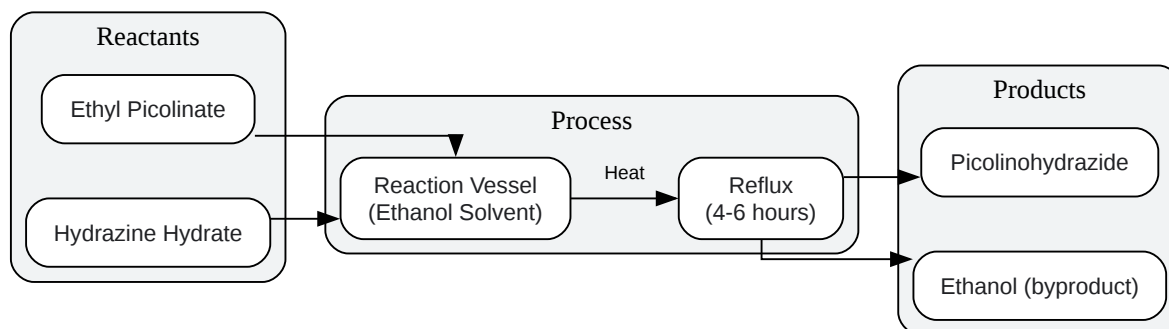 Reactants
Ethyl Picolinate
Hydrazine Hydrate
Process
Reaction Vessel
(Ethanol Solvent)
Heat
Reflux
(4-6 hours)
Products
Picolinohydrazide
Ethanol (byproduct)